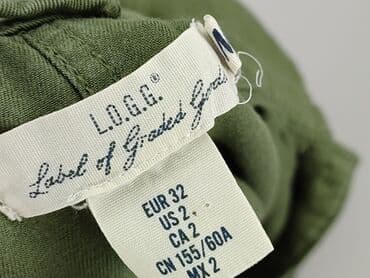 L.O.G.G.®
Label of Graded Goods
EUR 32
US 2
CA 2
CN 155/60A
MX 2